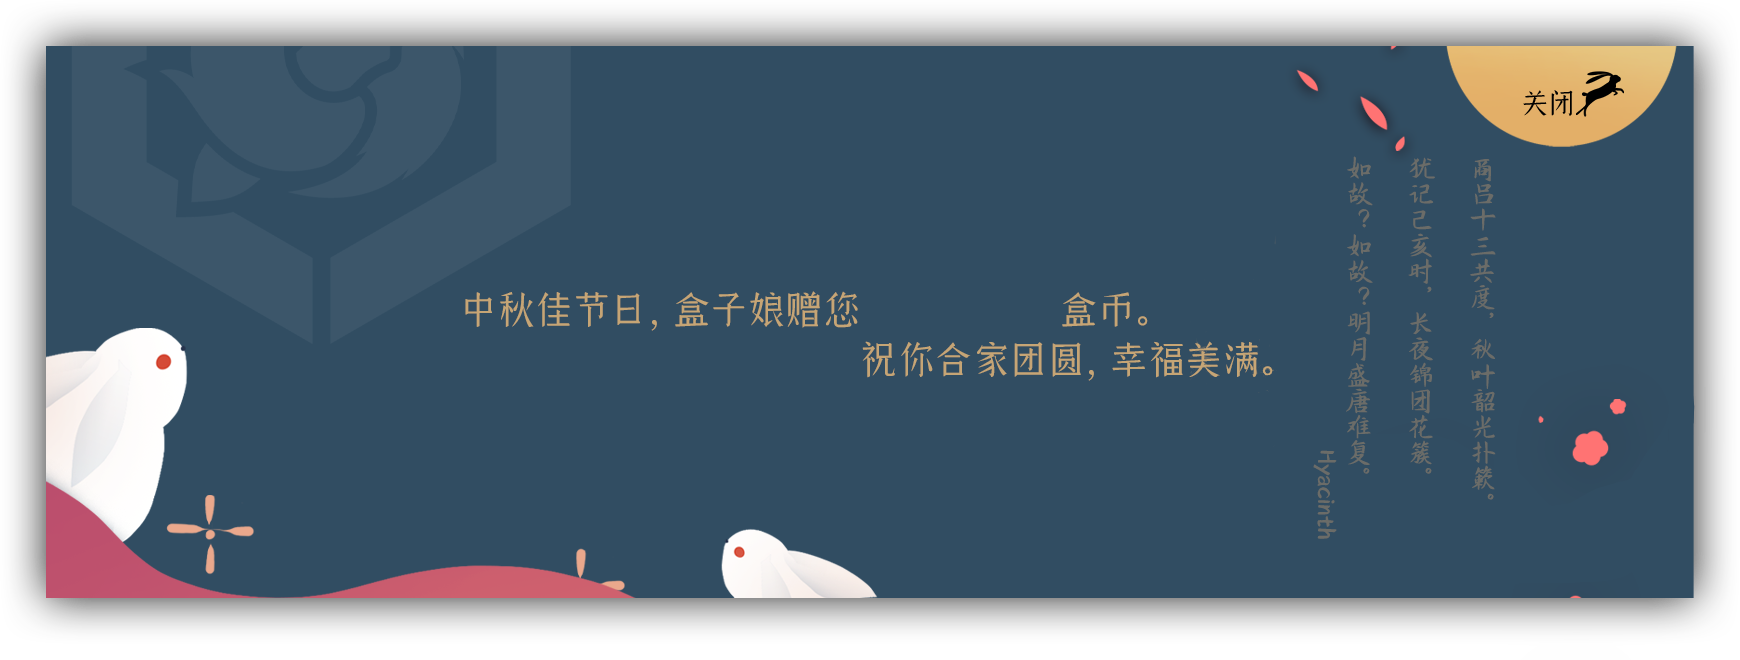 关闭
中秋佳节日，盒子娘赠您 盒币。
祝你合家团圆，幸福美满。
商吕十三共度，秋叶韶光扑簌。
犹记己亥时，长夜锦团花簇。
如故？如故？明月盛唐难复。
Hyacinth